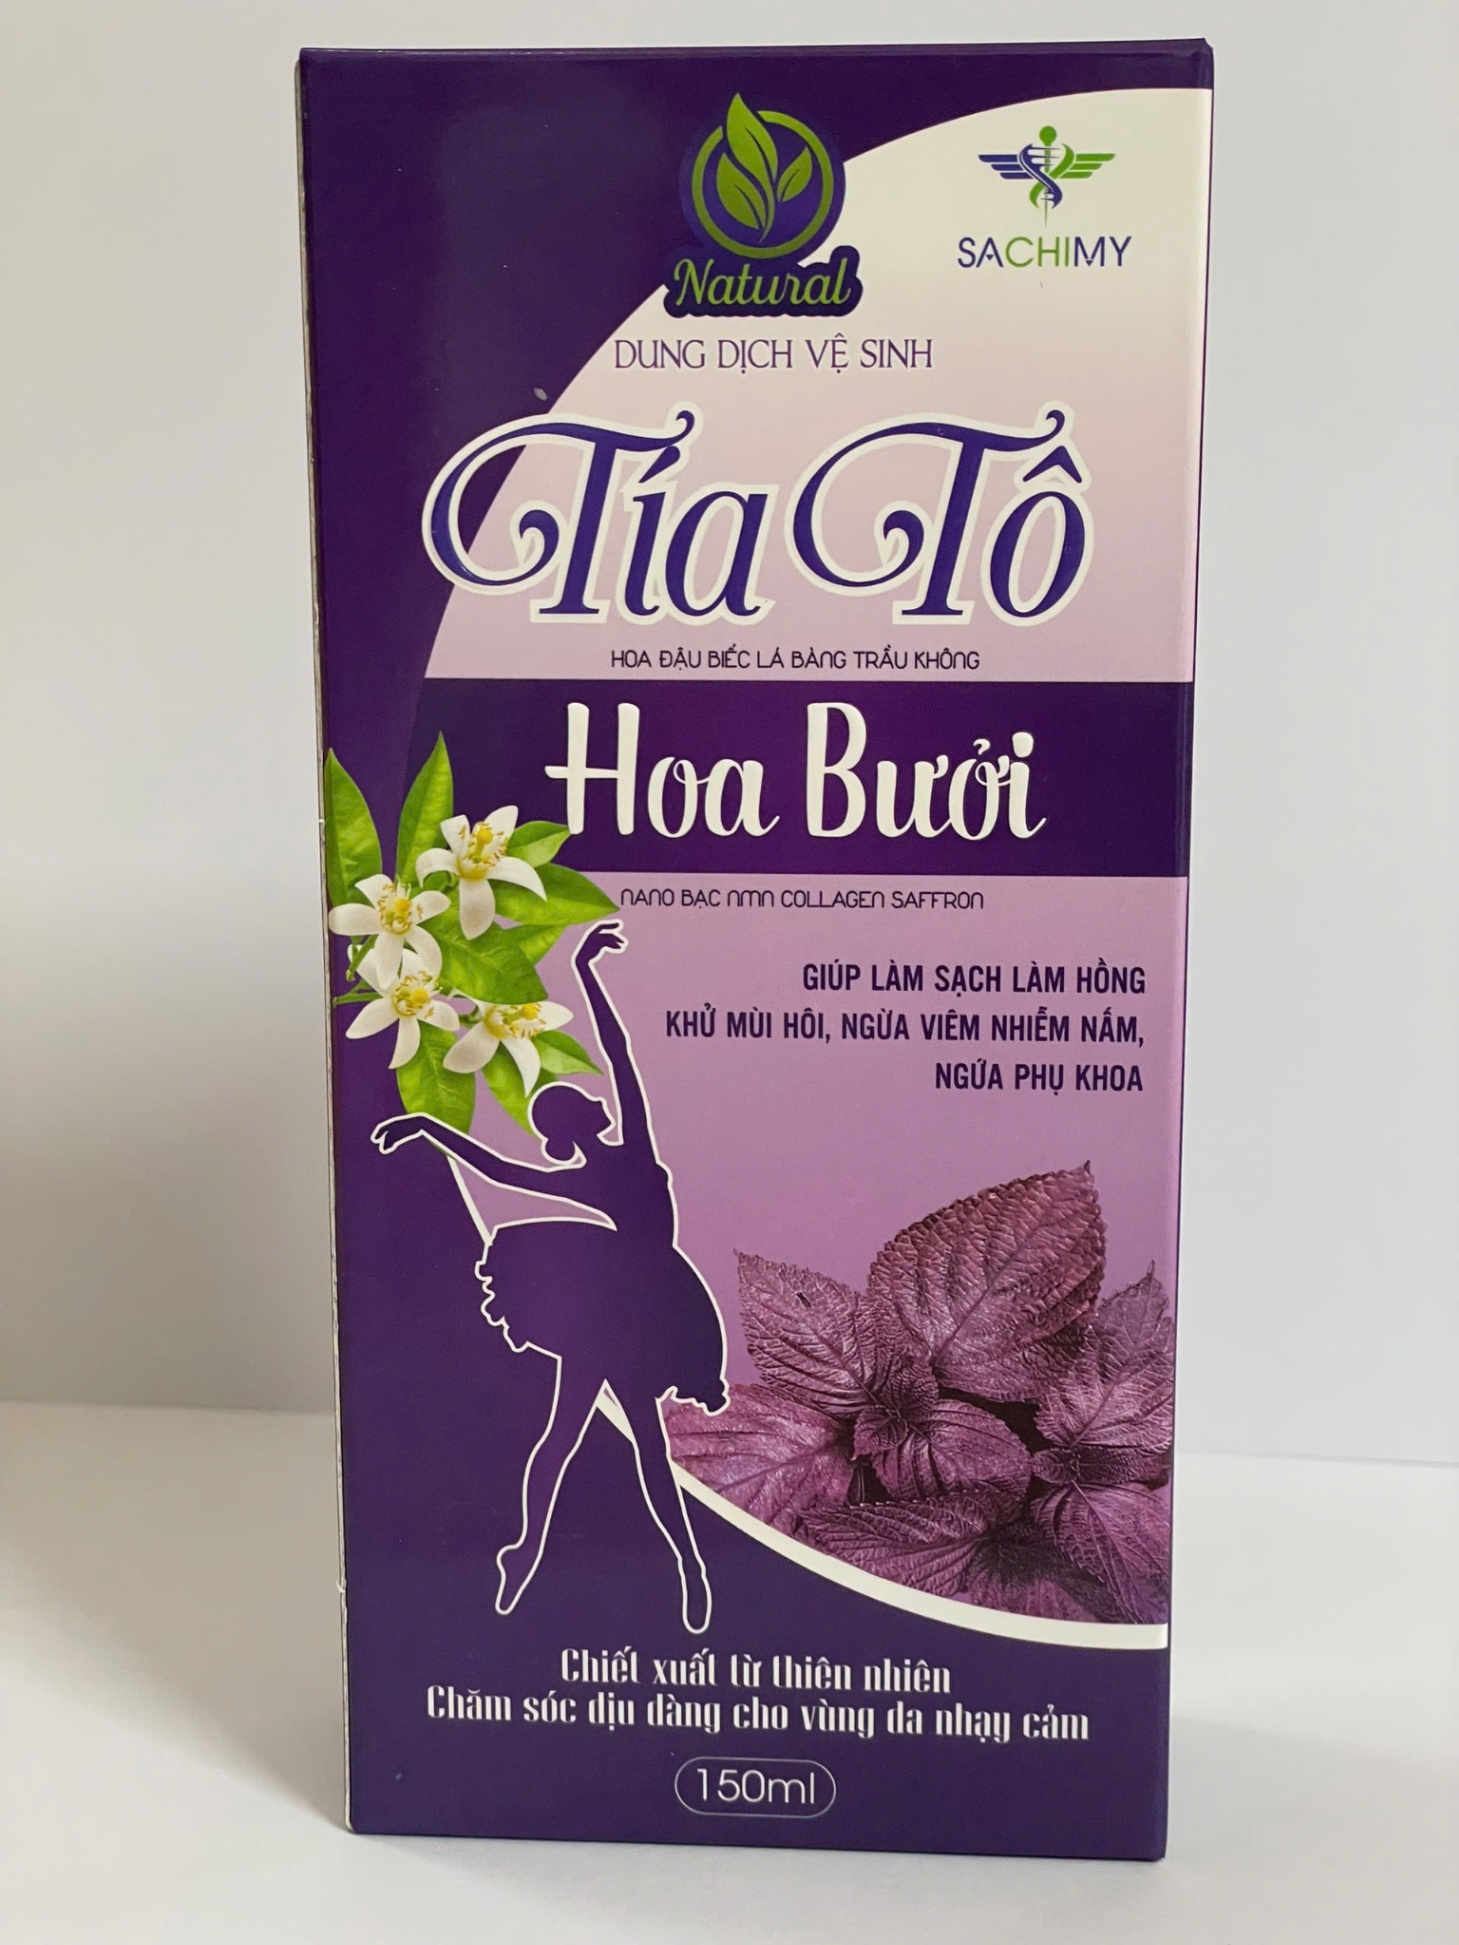 Natural
SACHIMY
DUNG DỊCH VỆ SINH
Tía Tô
HOA ĐẬU BIẾC LÁ BÀNG TRẦU KHÔNG
Hoa Bưởi
NANO BẠC NMN COLLAGEN SAFFRON
GIÚP LÀM SẠCH LÀM HỒNG
KHỬ MÙI HÔI, NGỪA VIÊM NHIỄM NẤM,
NGỨA PHỤ KHOA
Chiết xuất từ thiên nhiên
Chăm sóc dịu dàng cho vùng da nhạy cảm
150ml